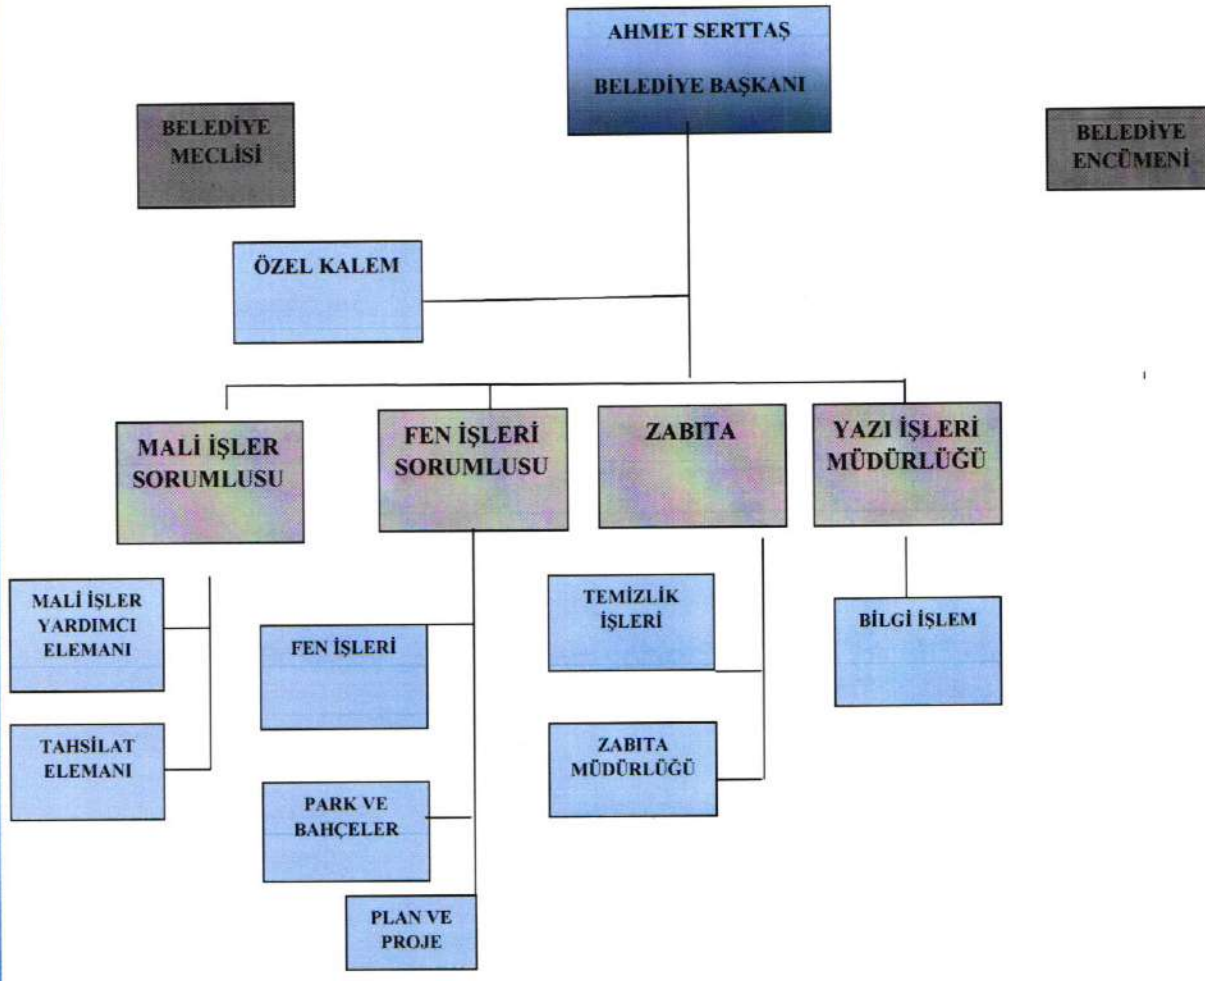 AHMET SERTTAŞ
BELEDİYE BAŞKANI
BELEDİYE
MECLİSİ
BELEDİYE
ENCÜMENİ
ÖZEL KALEM
MALİ İŞLER
SORUMLUSU
FEN İŞLERİ
SORUMLUSU
ZABITA
YAZI İŞLERİ
MÜDÜRLÜĞÜ
MALİ İŞLER
YARDIMCI
ELEMANI
TAHSİLAT
ELEMANI
FEN İŞLERİ
PARK VE
BAHÇELER
PLAN VE
PROJE
TEMİZLİK
İŞLERİ
ZABITA
MÜDÜRLÜĞÜ
BİLGİ İŞLEM